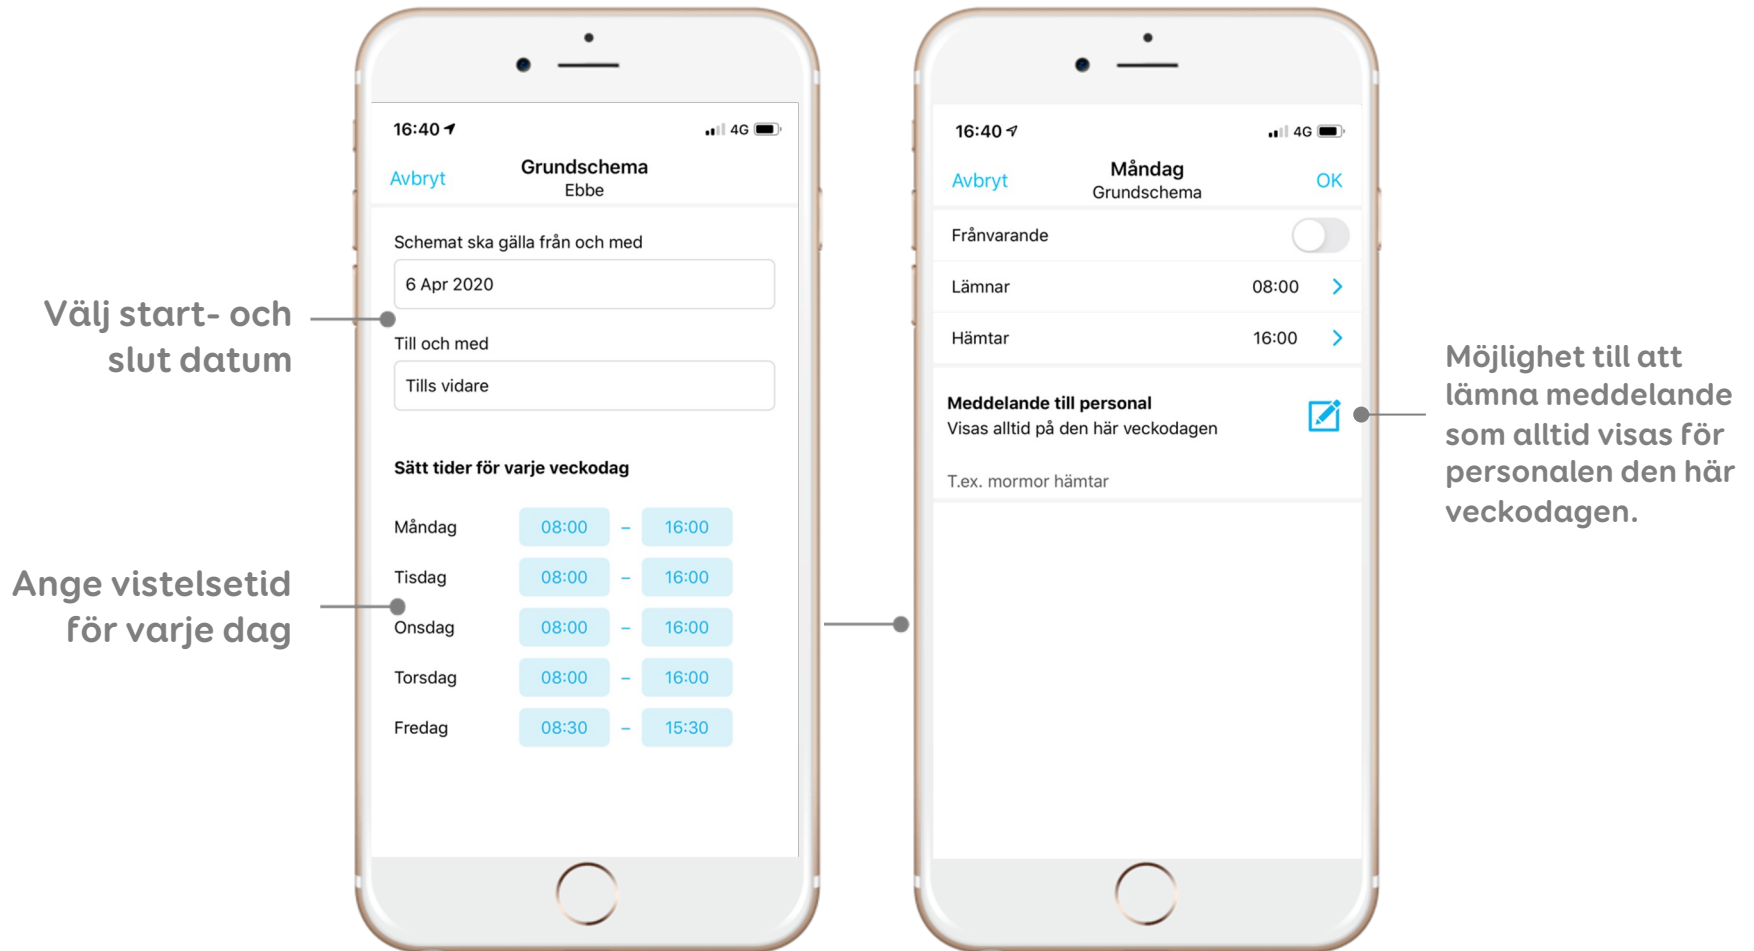 Välj start- och
slut datum
Ange vistelsetid
för varje dag
16:40
4G
Avbryt
Grundschema
Ebbe
Schemat ska gälla från och med
6 Apr 2020
Till och med
Tills vidare
Sätt tider för varje veckodag
Måndag 08:00 – 16:00
Tisdag 08:00 – 16:00
Onsdag 08:00 – 16:00
Torsdag 08:00 – 16:00
Fredag 08:30 – 15:30
16:40
4G
Avbryt
Måndag
Grundschema
OK
Frånvarande
Lämnar 08:00
Hämtar 16:00
Meddelande till personal
Visas alltid på den här veckodagen
T.ex. mormor hämtar
Möjlighet till att
lämna meddelande
som alltid visas för
personalen den här
veckodagen.